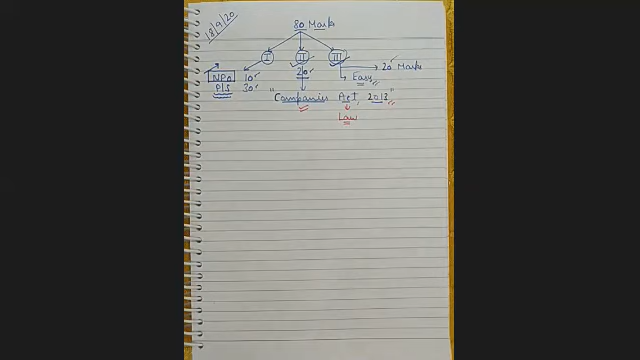 18/9/20
80 Marks
I II III
NPO 10 20 20 Marks
P/S 30 Easy
"Companies Act, 2013"
Law